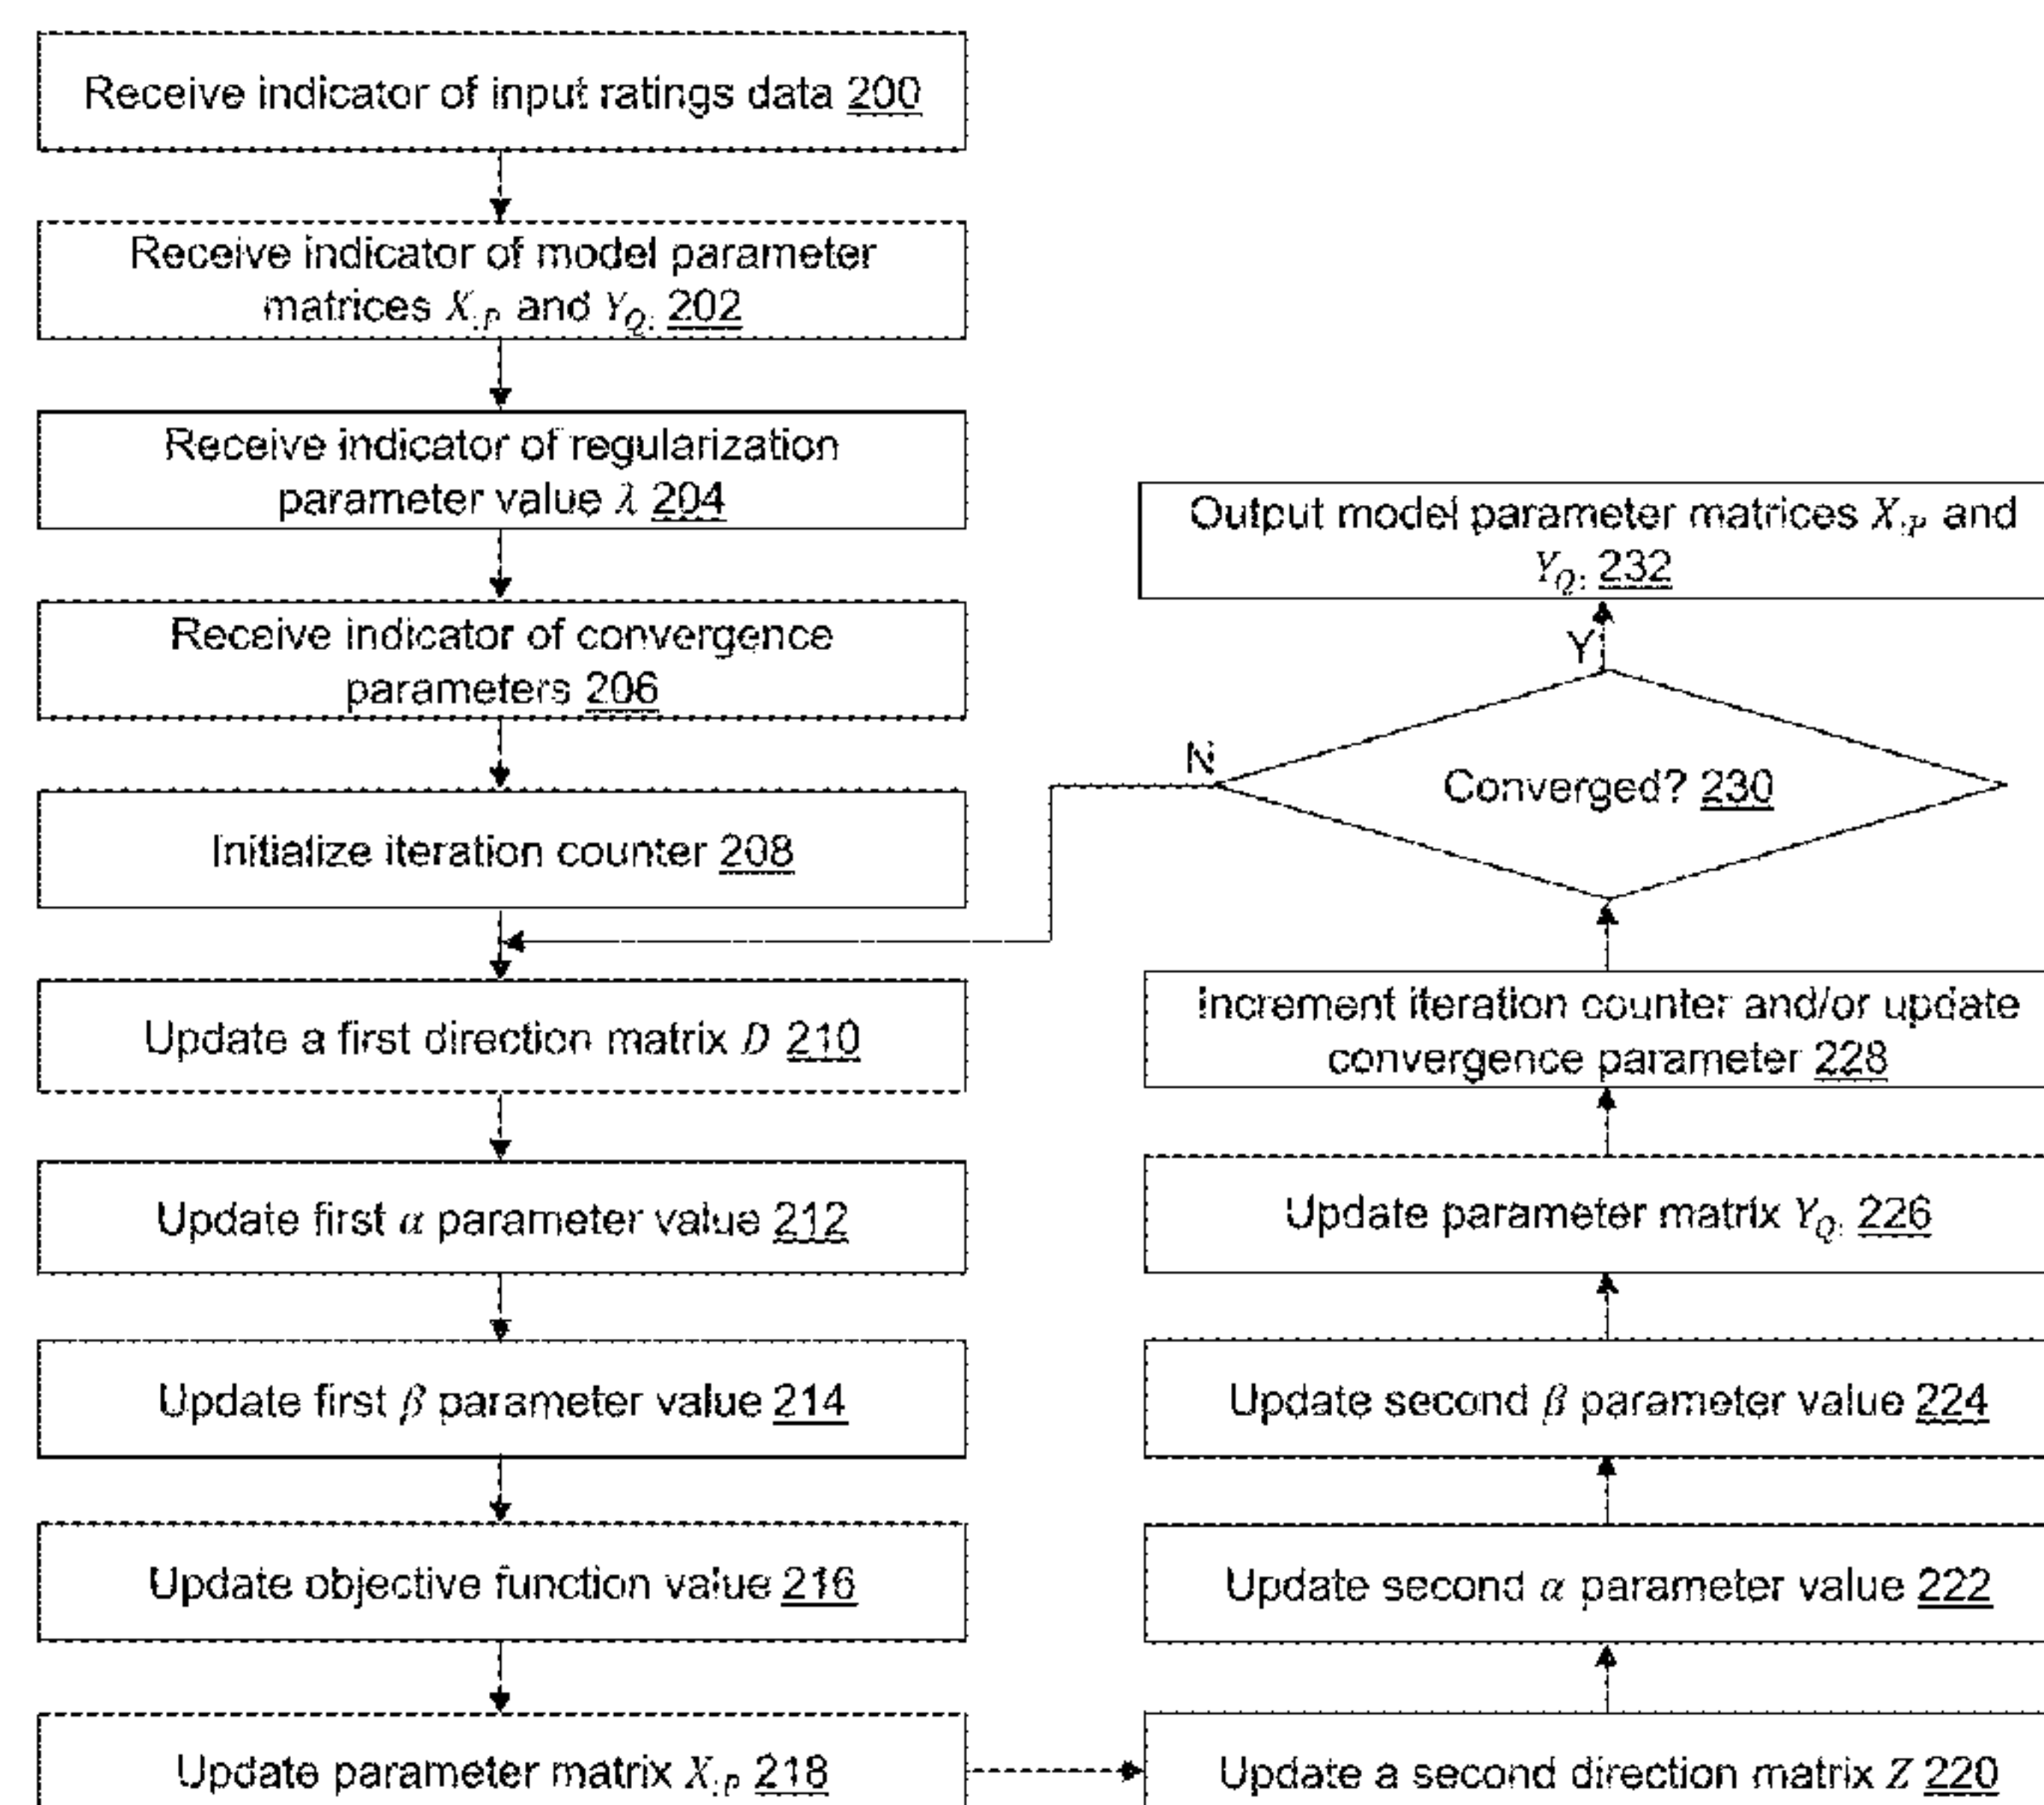 Receive indicator of input ratings data 200
Receive indicator of model parameter
matrices X:P and YQ: 202
Receive indicator of regularization
parameter value λ 204
Receive indicator of convergence
parameters 206
Initialize iteration counter 208
Update a first direction matrix D 210
Update first α parameter value 212
Update first β parameter value 214
Update objective function value 216
Update parameter matrix X:P 218
Update a second direction matrix Z 220
Update second α parameter value 222
Update second β parameter value 224
Update parameter matrix YQ: 226
Increment iteration counter and/or update
convergence parameter 228
Converged? 230
N
Y
Output model parameter matrices X:P and
YQ: 232